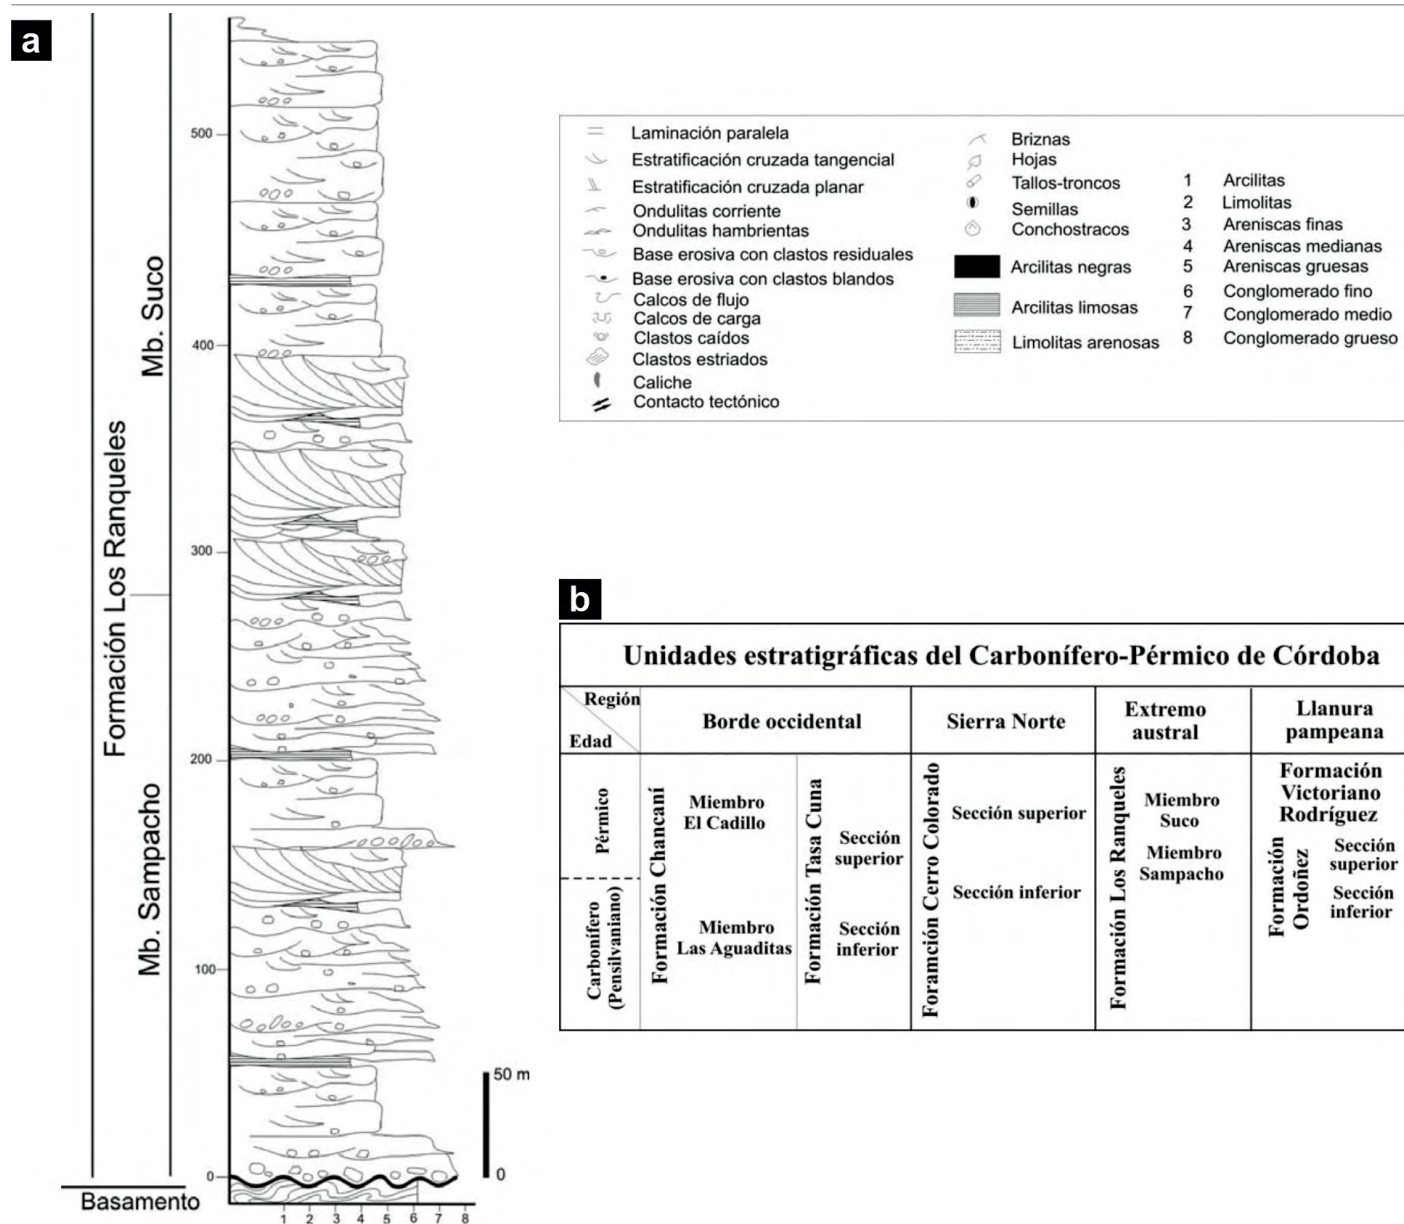 a
Formación Los Ranqueles
Mb. Suco
Mb. Sampacho
500
400
300
200
100
0
Basamento
1 2 3 4 5 6 7 8
50 m
0
Laminación paralela
Estratificación cruzada tangencial
Estratificación cruzada planar
Ondulitas corriente
Ondulitas hambrientas
Base erosiva con clastos residuales
Base erosiva con clastos blandos
Calcos de flujo
Calcos de carga
Clastos caídos
Clastos estriados
Caliche
Contacto tectónico
Briznas
Hojas
Tallos-troncos
Semillas
Conchostracos
Arcilitas negras
Arcilitas limosas
Limolitas arenosas
1 Arcilitas
2 Limolitas
3 Areniscas finas
4 Areniscas medianas
5 Areniscas gruesas
6 Conglomerado fino
7 Conglomerado medio
8 Conglomerado grueso
b
Unidades estratigráficas del Carbonífero-Pérmico de Córdoba
Región
Edad
Borde occidental
Sierra Norte
Extremo
austral
Llanura
pampeana
Pérmico
Carbonífero
(Pensilvaniano)
Formación Chancaní
Miembro
El Cadillo
Miembro
Las Aguaditas
Formación Tasa Cuna
Sección
superior
Sección
inferior
Foramción Cerro Colorado
Sección superior
Sección inferior
Formación Los Ranqueles
Miembro
Suco
Miembro
Sampacho
Formación
Victoriano
Rodríguez
Formación
Ordoñez
Sección
superior
Sección
inferior